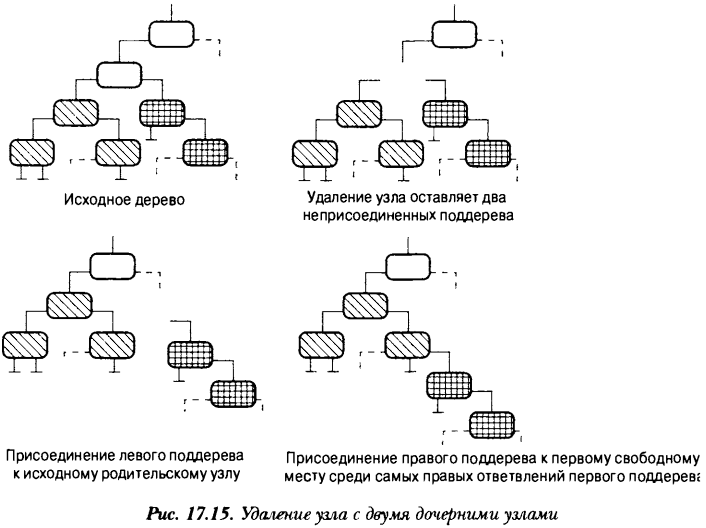 Исходное дерево
Удаление узла оставляет два
неприсоединенных поддерева
Присоединение левого поддерева
к исходному родительскому узлу
Присоединение правого поддерева к первому свободному
месту среди самых правых ответвлений первого поддерева
Рис. 17.15. Удаление узла с двумя дочерними узлами